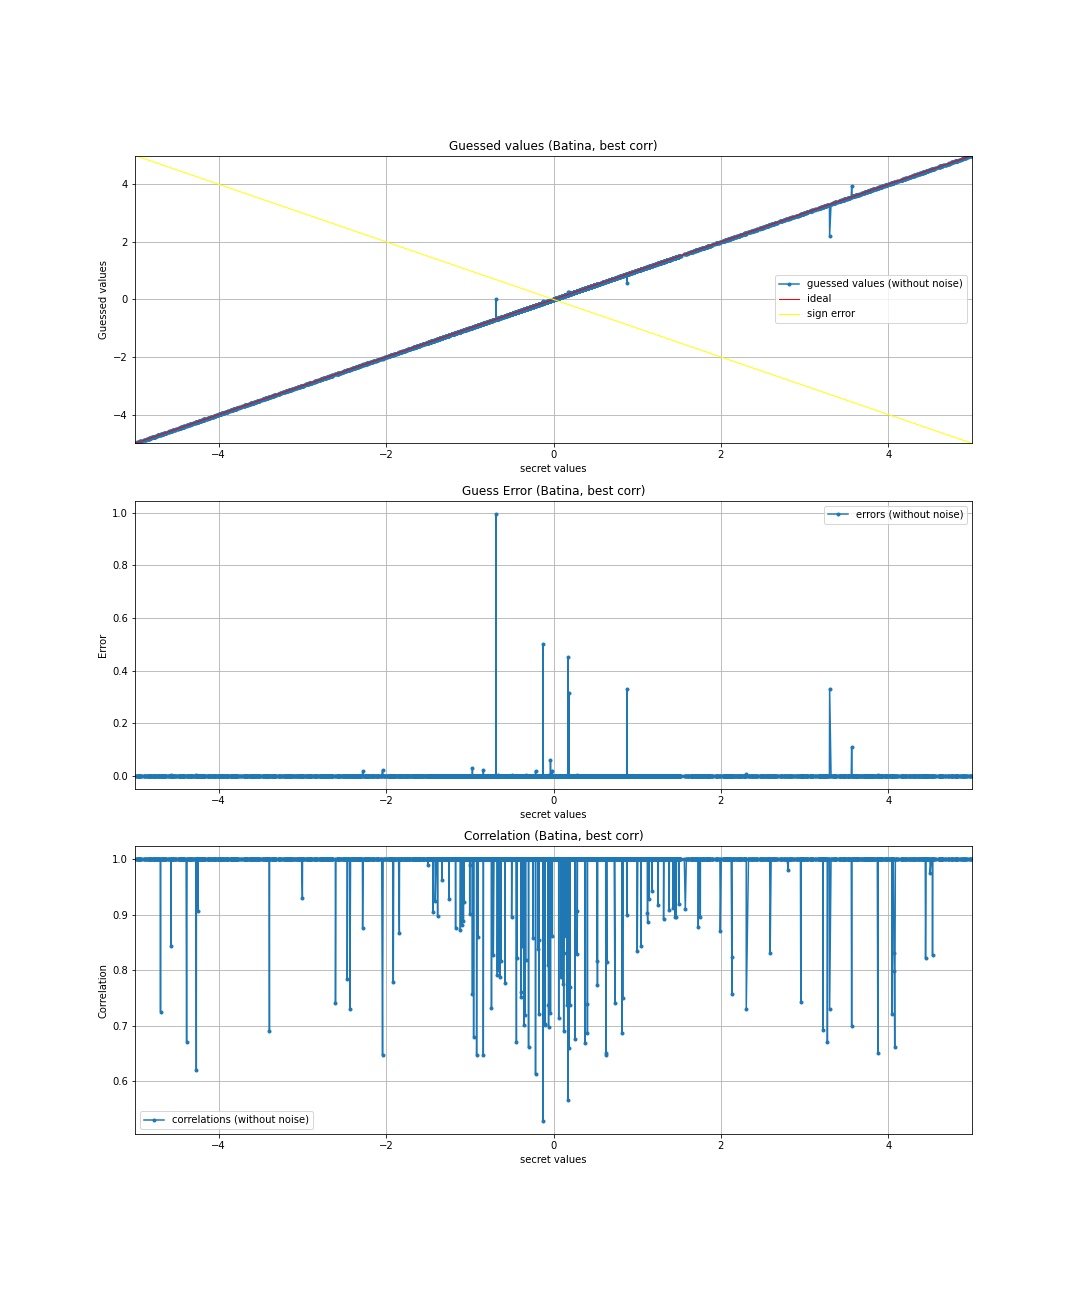 Guessed values (Batina, best corr)
4
2
0
−2
−4
Guessed values
guessed values (without noise)
ideal
sign error
−4 −2 0 2 4
secret values
Guess Error (Batina, best corr)
1.0
0.8
0.6
0.4
0.2
0.0
Error
errors (without noise)
−4 −2 0 2 4
secret values
Correlation (Batina, best corr)
1.0
0.9
0.8
0.7
0.6
Correlation
correlations (without noise)
−4 −2 0 2 4
secret values